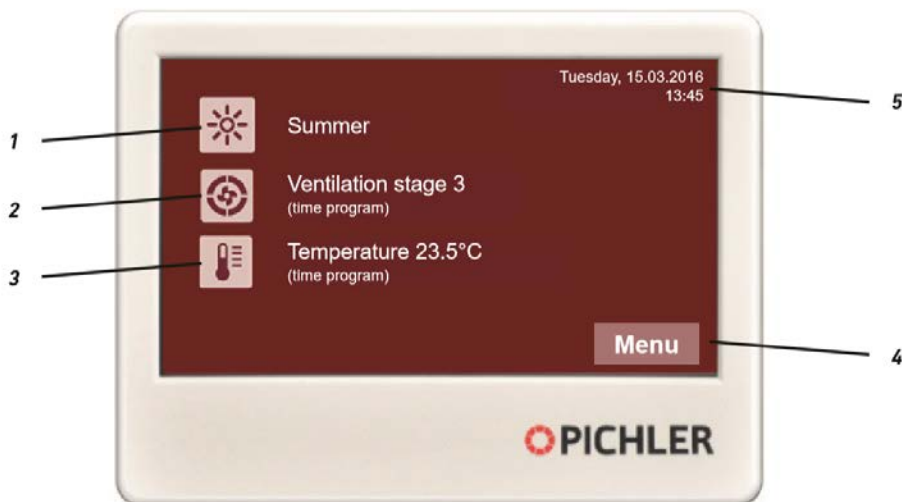 Tuesday, 15.03.2016
13:45
5
1
Summer
2
Ventilation stage 3
(time program)
3
Temperature 23.5°C
(time program)
Menu
4
PICHLER